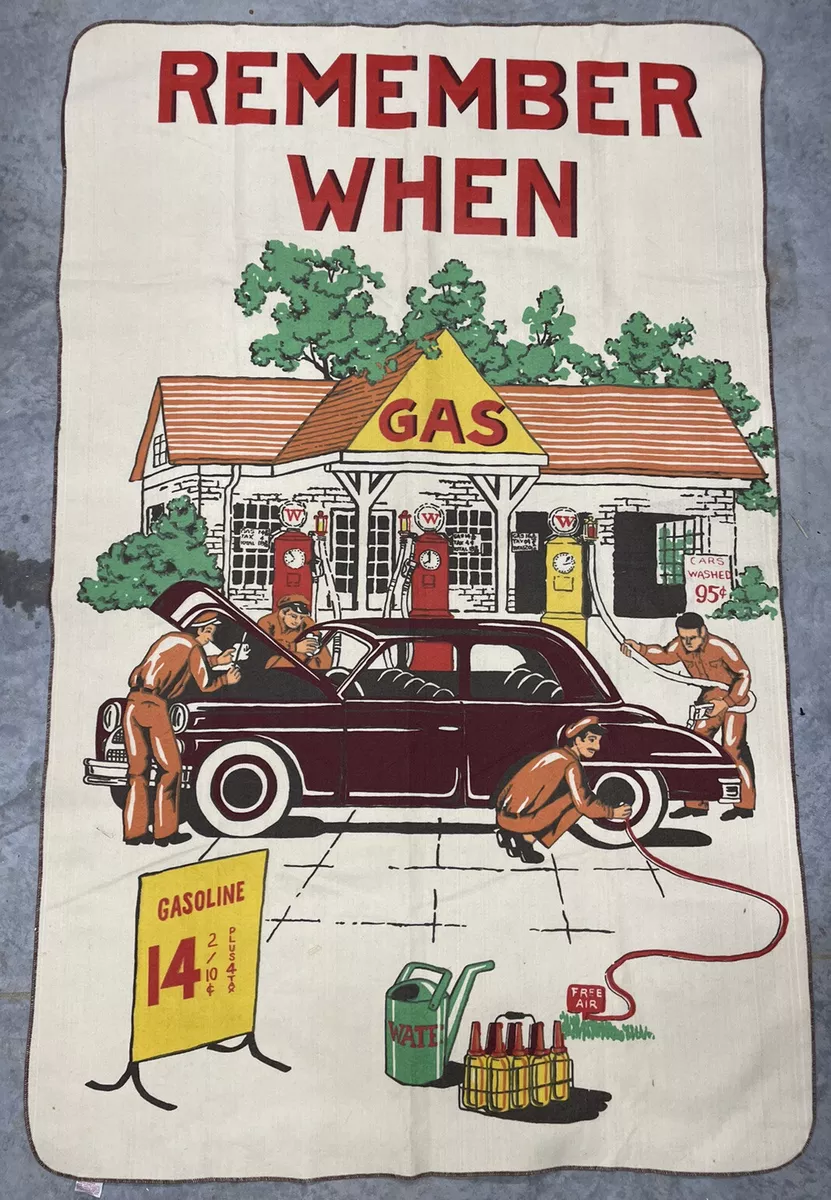 REMEMBER
WHEN
GAS
W
W
W
CARS
WASHED
95¢
GASOLINE
14 2/10¢
PLUS 4 TAX
WATE
FREE
AIR